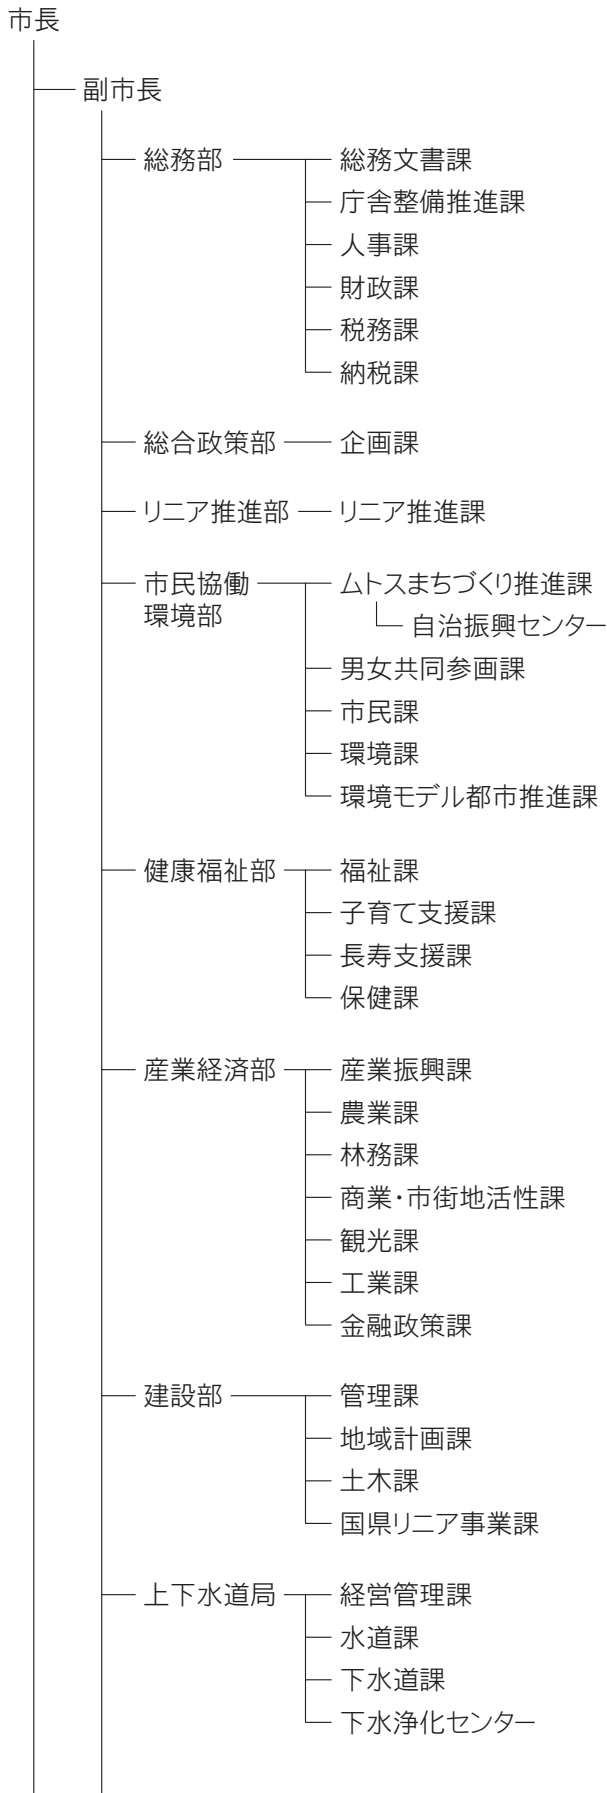 市長
副市長
総務部
総務文書課
庁舎整備推進課
人事課
財政課
税務課
納税課
総合政策部
企画課
リニア推進部
リニア推進課
市民協働
環境部
ムトスまちづくり推進課
自治振興センター
男女共同参画課
市民課
環境課
環境モデル都市推進課
健康福祉部
福祉課
子育て支援課
長寿支援課
保健課
産業経済部
産業振興課
農業課
林務課
商業・市街地活性課
観光課
工業課
金融政策課
建設部
管理課
地域計画課
土木課
国県リニア事業課
上下水道局
経営管理課
水道課
下水道課
下水浄化センター